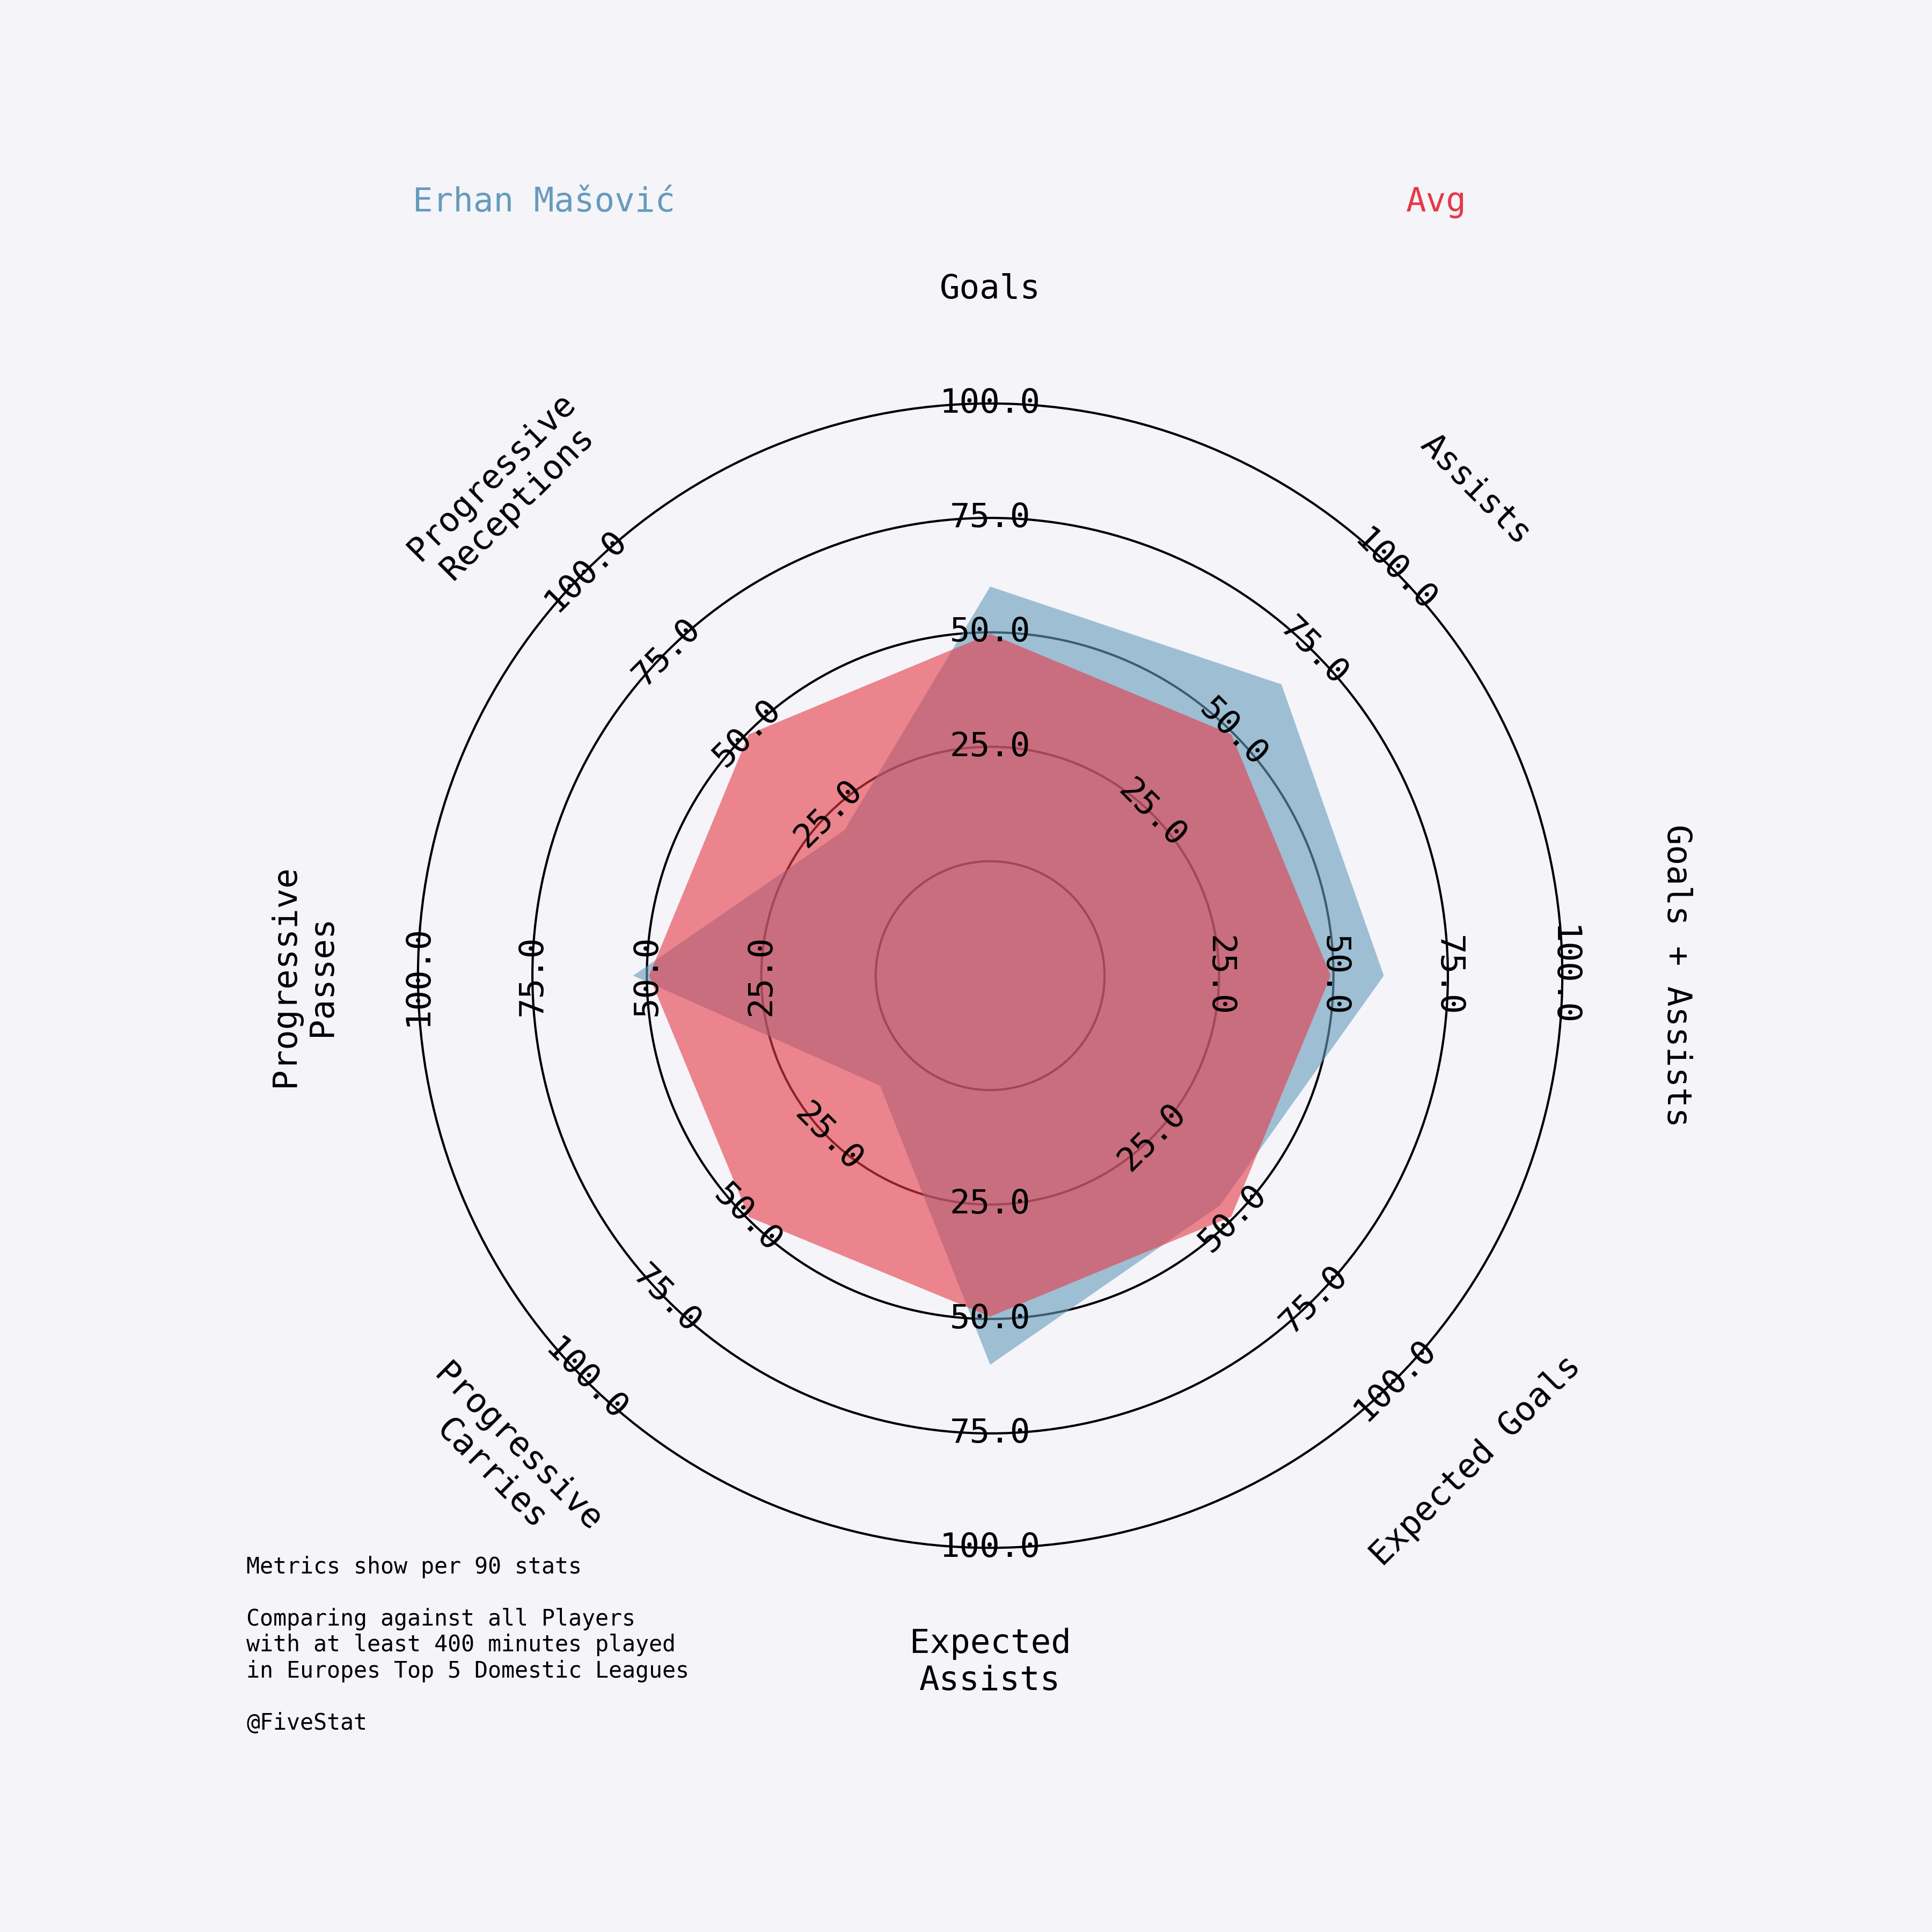 Erhan Mašović
Avg
Goals
Assists
Goals + Assists
Expected Goals
Expected
Assists
Progressive
Carries
Progressive
Passes
Progressive
Receptions
25.0
50.0
75.0
100.0
25.0
50.0
75.0
100.0
25.0
50.0
75.0
100.0
25.0
50.0
75.0
100.0
25.0
50.0
75.0
100.0
25.0
50.0
75.0
100.0
25.0
50.0
75.0
100.0
25.0
50.0
75.0
100.0
Metrics show per 90 stats
Comparing against all Players
with at least 400 minutes played
in Europes Top 5 Domestic Leagues
@FiveStat